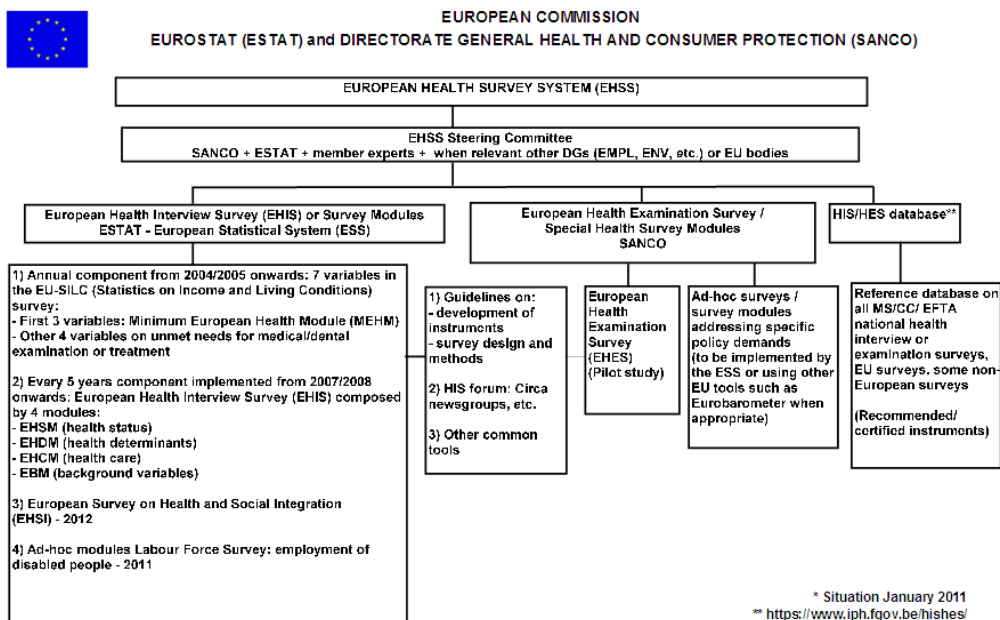 EUROPEAN COMMISSION
EUROSTAT (ESTAT) and DIRECTORATE GENERAL HEALTH AND CONSUMER PROTECTION (SANCO)
EUROPEAN HEALTH SURVEY SYSTEM (EHSS)
EHSS Steering Committee
SANCO + ESTAT + member experts + when relevant other DGs (EMPL, ENV, etc.) or EU bodies
European Health Interview Survey (EHIS) or Survey Modules
ESTAT - European Statistical System (ESS)
European Health Examination Survey /
Special Health Survey Modules
SANCO
HIS/HES database**
1) Annual component from 2004/2005 onwards: 7 variables in
the EU-SILC (Statistics on Income and Living Conditions)
survey:
- First 3 variables: Minimum European Health Module (MEHM)
- Other 4 variables on unmet needs for medical/dental
examination or treatment
2) Every 5 years component implemented from 2007/2008
onwards: European Health Interview Survey (EHIS) composed
by 4 modules:
- EHSM (health status)
- EHDM (health determinants)
- EHCM (health care)
- EBM (background variables)
3) European Survey on Health and Social Integration
(EHSI) - 2012
4) Ad-hoc modules Labour Force Survey: employment of
disabled people - 2011
1) Guidelines on:
- development of
instruments
- survey design and
methods
2) HIS forum: Circa
newsgroups, etc.
3) Other common
tools
European
Health
Examination
Survey
(EHES)
(Pilot study)
Ad-hoc surveys /
survey modules
addressing specific
policy demands
(to be implemented by
the ESS or using other
EU tools such as
Eurobarometer when
appropriate)
Reference database on
all MS/CC/ EFTA
national health
interview or
examination surveys,
EU surveys, some non-
European surveys
(Recommended/
certified instruments)
* Situation January 2011
** https://www.iph.fgov.be/hishes/